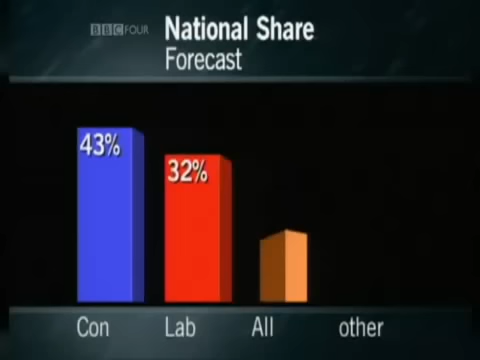 BBC FOUR
National Share
Forecast
43%
32%
Con Lab All other